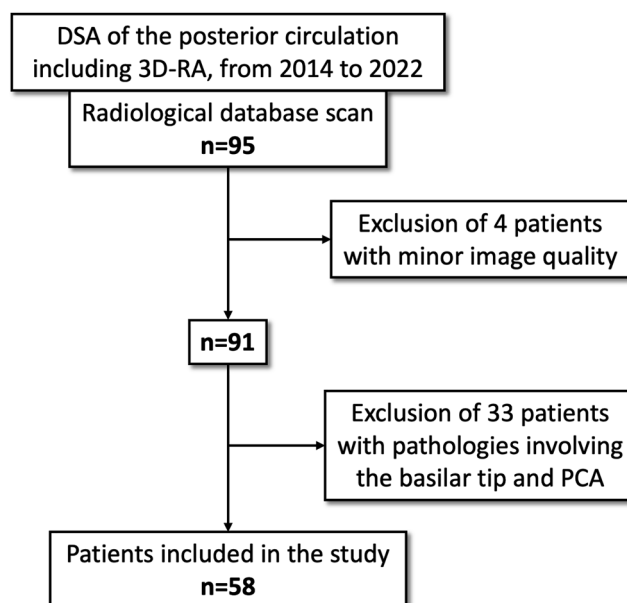 DSA of the posterior circulation
including 3D-RA, from 2014 to 2022
Radiological database scan
n=95
Exclusion of 4 patients
with minor image quality
n=91
Exclusion of 33 patients
with pathologies involving
the basilar tip and PCA
Patients included in the study
n=58